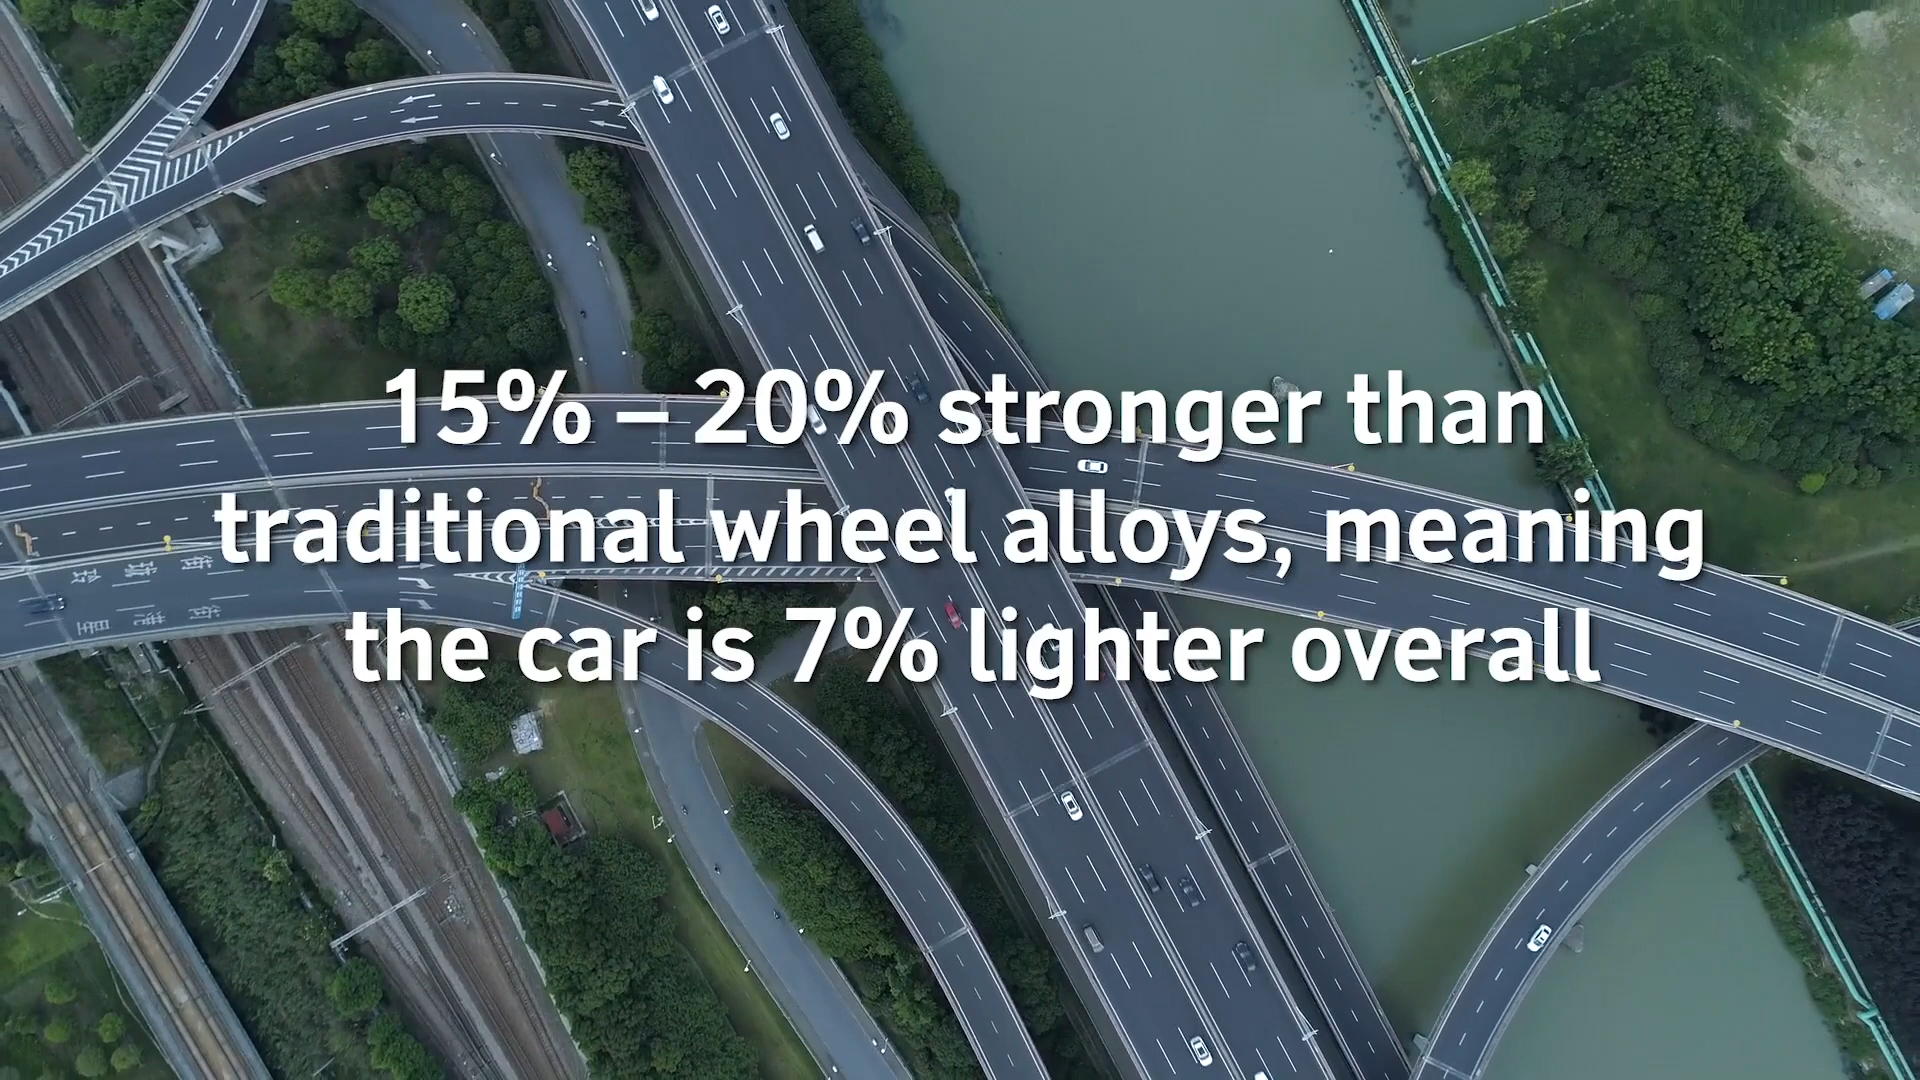 15% – 20% stronger than
traditional wheel alloys, meaning
the car is 7% lighter overall